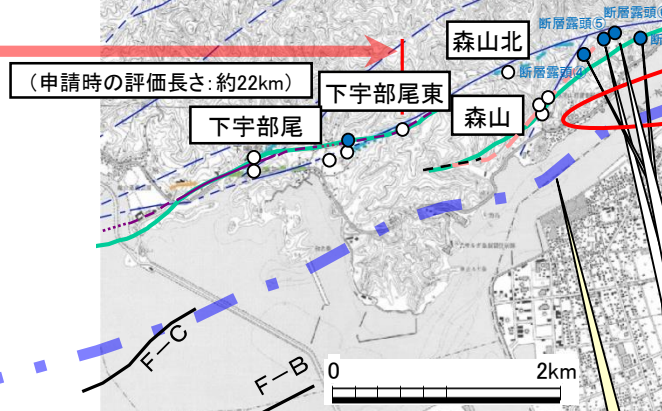 断層露頭⑥
断層露頭⑤
森山北
断層露頭④
（申請時の評価長さ：約22km）
下宇部尾東
森山
下宇部尾
F－C
F－B
0 2km